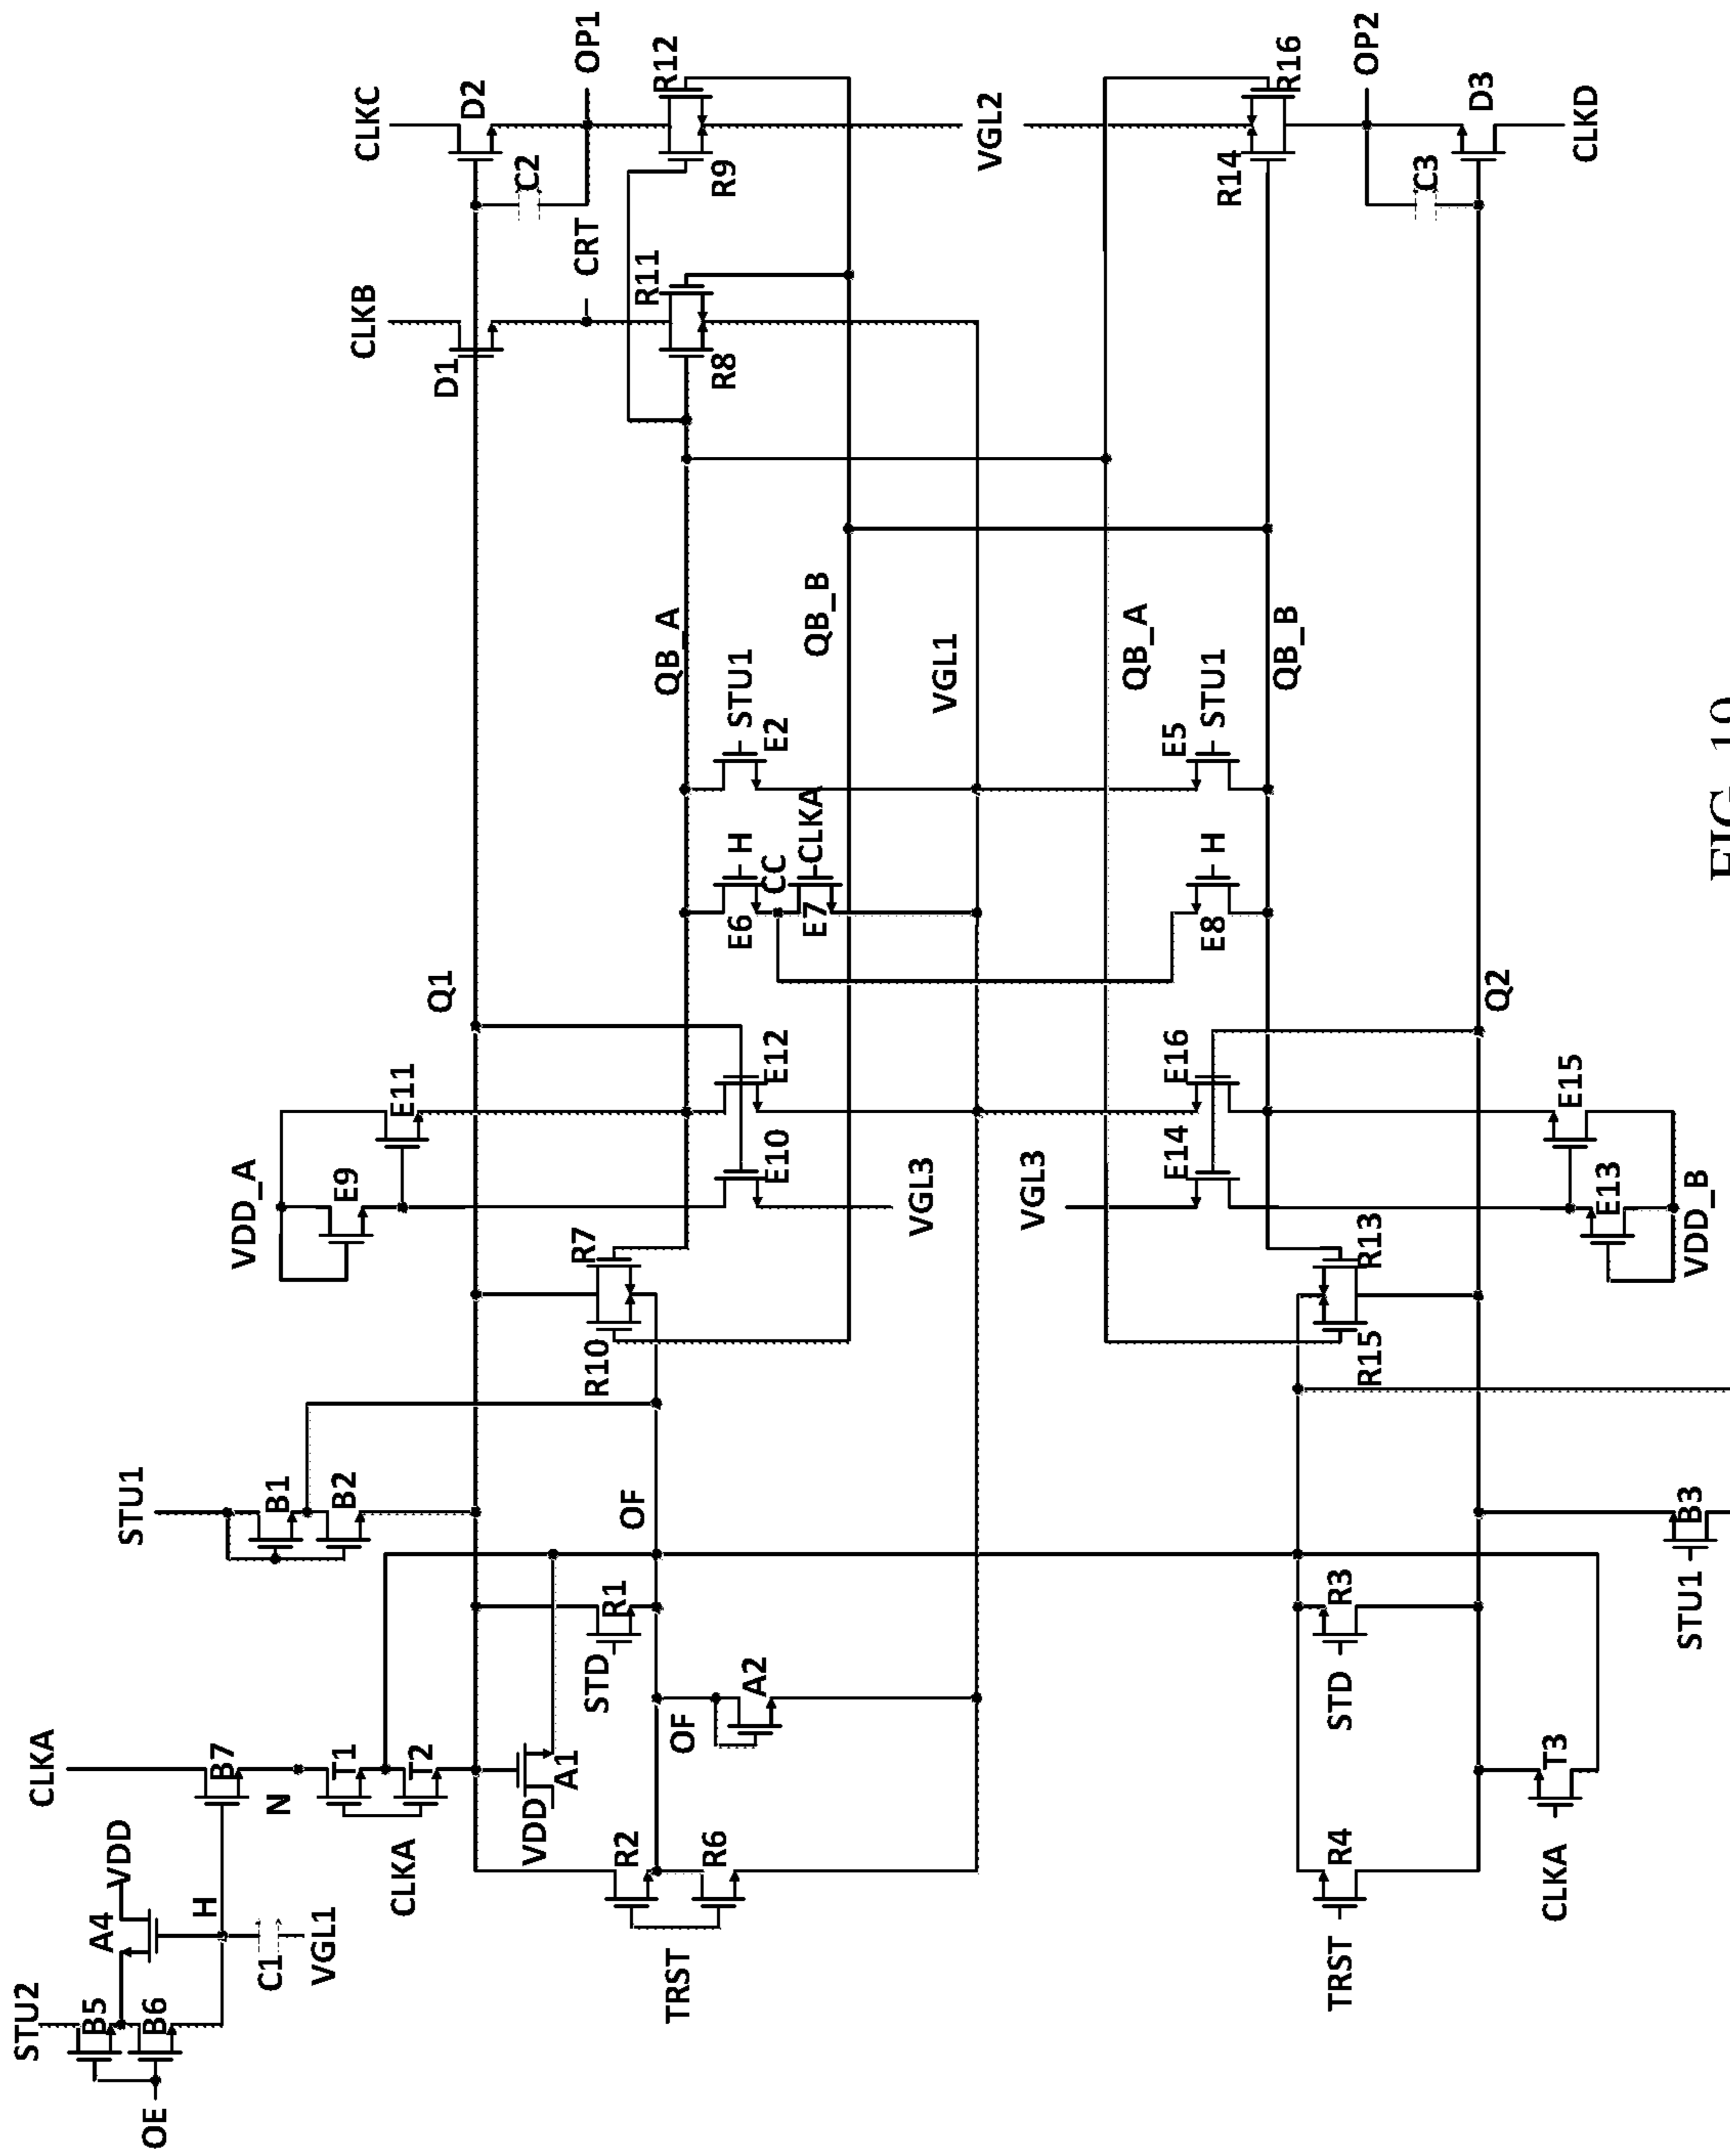 CLKC
D2
OP1
R12
C2
R9
CRT
VGL2
R16
OP2
R14
C3
D3
CLKD
CLKB
D1
R11
R8
QB_A
QB_B
VGL1
QB_A
QB_B
STU1
E2
STU1
E5
H
CC
CLKA
E6
E7
H
E8
Q1
Q2
E11
E12
E16
E15
VDD_A
E9
E10
VGL3
VGL3
E14
E13
VDD_B
R7
R10
R13
R15
STU1
B1
B2
OF
B3
STU1
R1
STD
R3
STD
A2
OF
CLKA
B7
N
T1
T2
CLKA
A1
VDD
T3
CLKA
R2
R6
TRST
R4
TRST
VDD
A4
H
C1
VGL1
STU2
B5
B6
OE
FIG